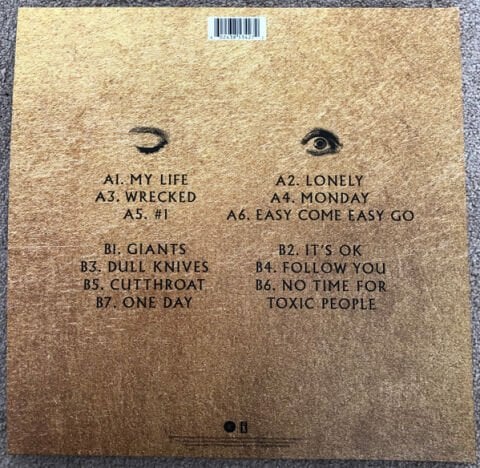 A1. MY LIFE
A2. LONELY
A3. WRECKED
A4. MONDAY
A5. #1
A6. EASY COME EASY GO
B1. GIANTS
B2. IT'S OK
B3. DULL KNIVES
B4. FOLLOW YOU
B5. CUTTHROAT
B6. NO TIME FOR
TOXIC PEOPLE
B7. ONE DAY